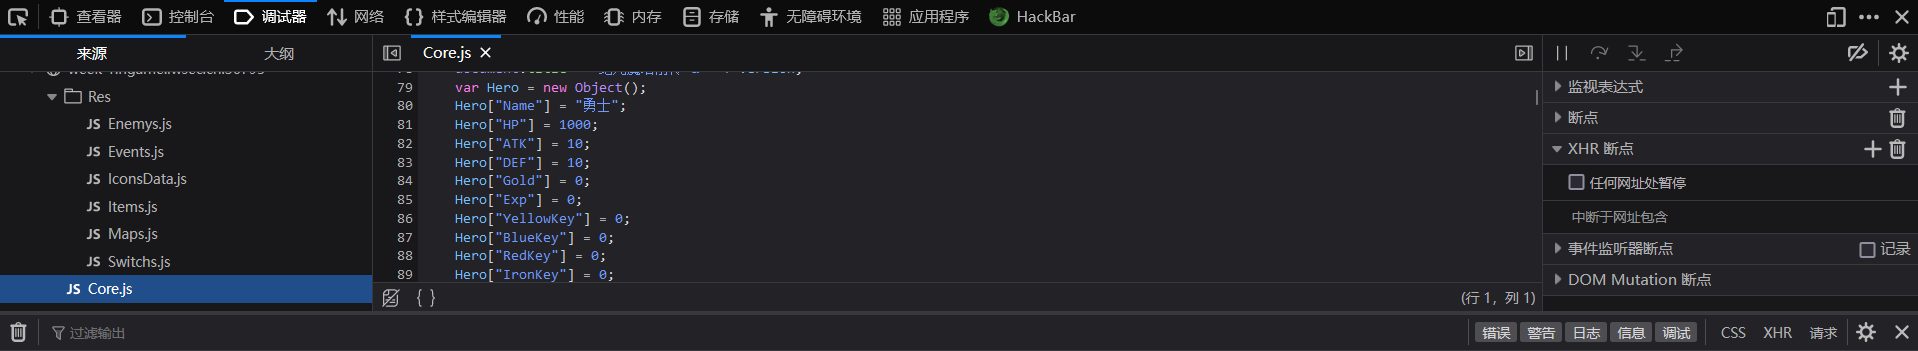 查看器 控制台 调试器 网络 样式编辑器 性能 内存 存储 无障碍环境 应用程序 HackBar
来源 大纲
Res
JS Enemys.js
JS Events.js
JS IconsData.js
JS Items.js
JS Maps.js
JS Switchs.js
JS Core.js
Core.js
79 var Hero = new Object();
80 Hero["Name"] = "勇士";
81 Hero["HP"] = 1000;
82 Hero["ATK"] = 10;
83 Hero["DEF"] = 10;
84 Hero["Gold"] = 0;
85 Hero["Exp"] = 0;
86 Hero["YellowKey"] = 0;
87 Hero["BlueKey"] = 0;
88 Hero["RedKey"] = 0;
89 Hero["IronKey"] = 0;
{ } (行 1，列 1)
监视表达式
断点
XHR 断点
任何网址处暂停
中断于网址包含
事件监听器断点 记录
DOM Mutation 断点
过滤输出 错误 警告 日志 信息 调试 CSS XHR 请求